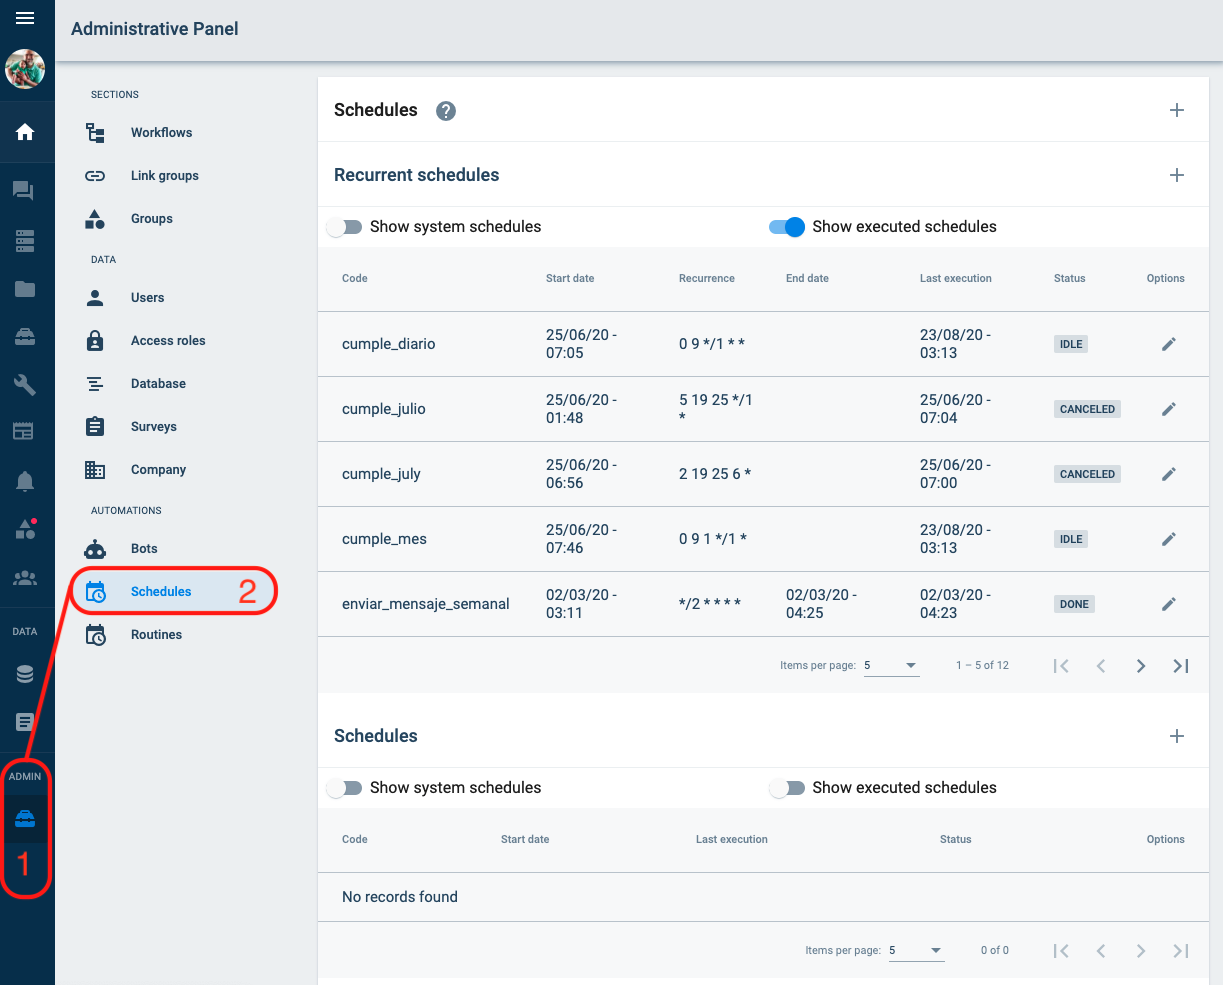 Administrative Panel
SECTIONS
Workflows
Link groups
Groups
DATA
Users
Access roles
Database
Surveys
Company
AUTOMATIONS
Bots
Schedules 2
Routines
DATA
ADMIN
1
Schedules ?
Recurrent schedules
Show system schedules Show executed schedules
Code Start date Recurrence End date Last execution Status Options
cumple_diario 25/06/20 - 07:05 0 9 */1 * * 23/08/20 - 03:13 IDLE
cumple_julio 25/06/20 - 01:48 5 19 25 */1 * 25/06/20 - 07:04 CANCELED
cumple_july 25/06/20 - 06:56 2 19 25 6 * 25/06/20 - 07:00 CANCELED
cumple_mes 25/06/20 - 07:46 0 9 1 */1 * 23/08/20 - 03:13 IDLE
enviar_mensaje_semanal 02/03/20 - 03:11 */2 * * * * 02/03/20 - 04:25 02/03/20 - 04:23 DONE
Items per page: 5 1 – 5 of 12
Schedules
Show system schedules Show executed schedules
Code Start date Last execution Status Options
No records found
Items per page: 5 0 of 0